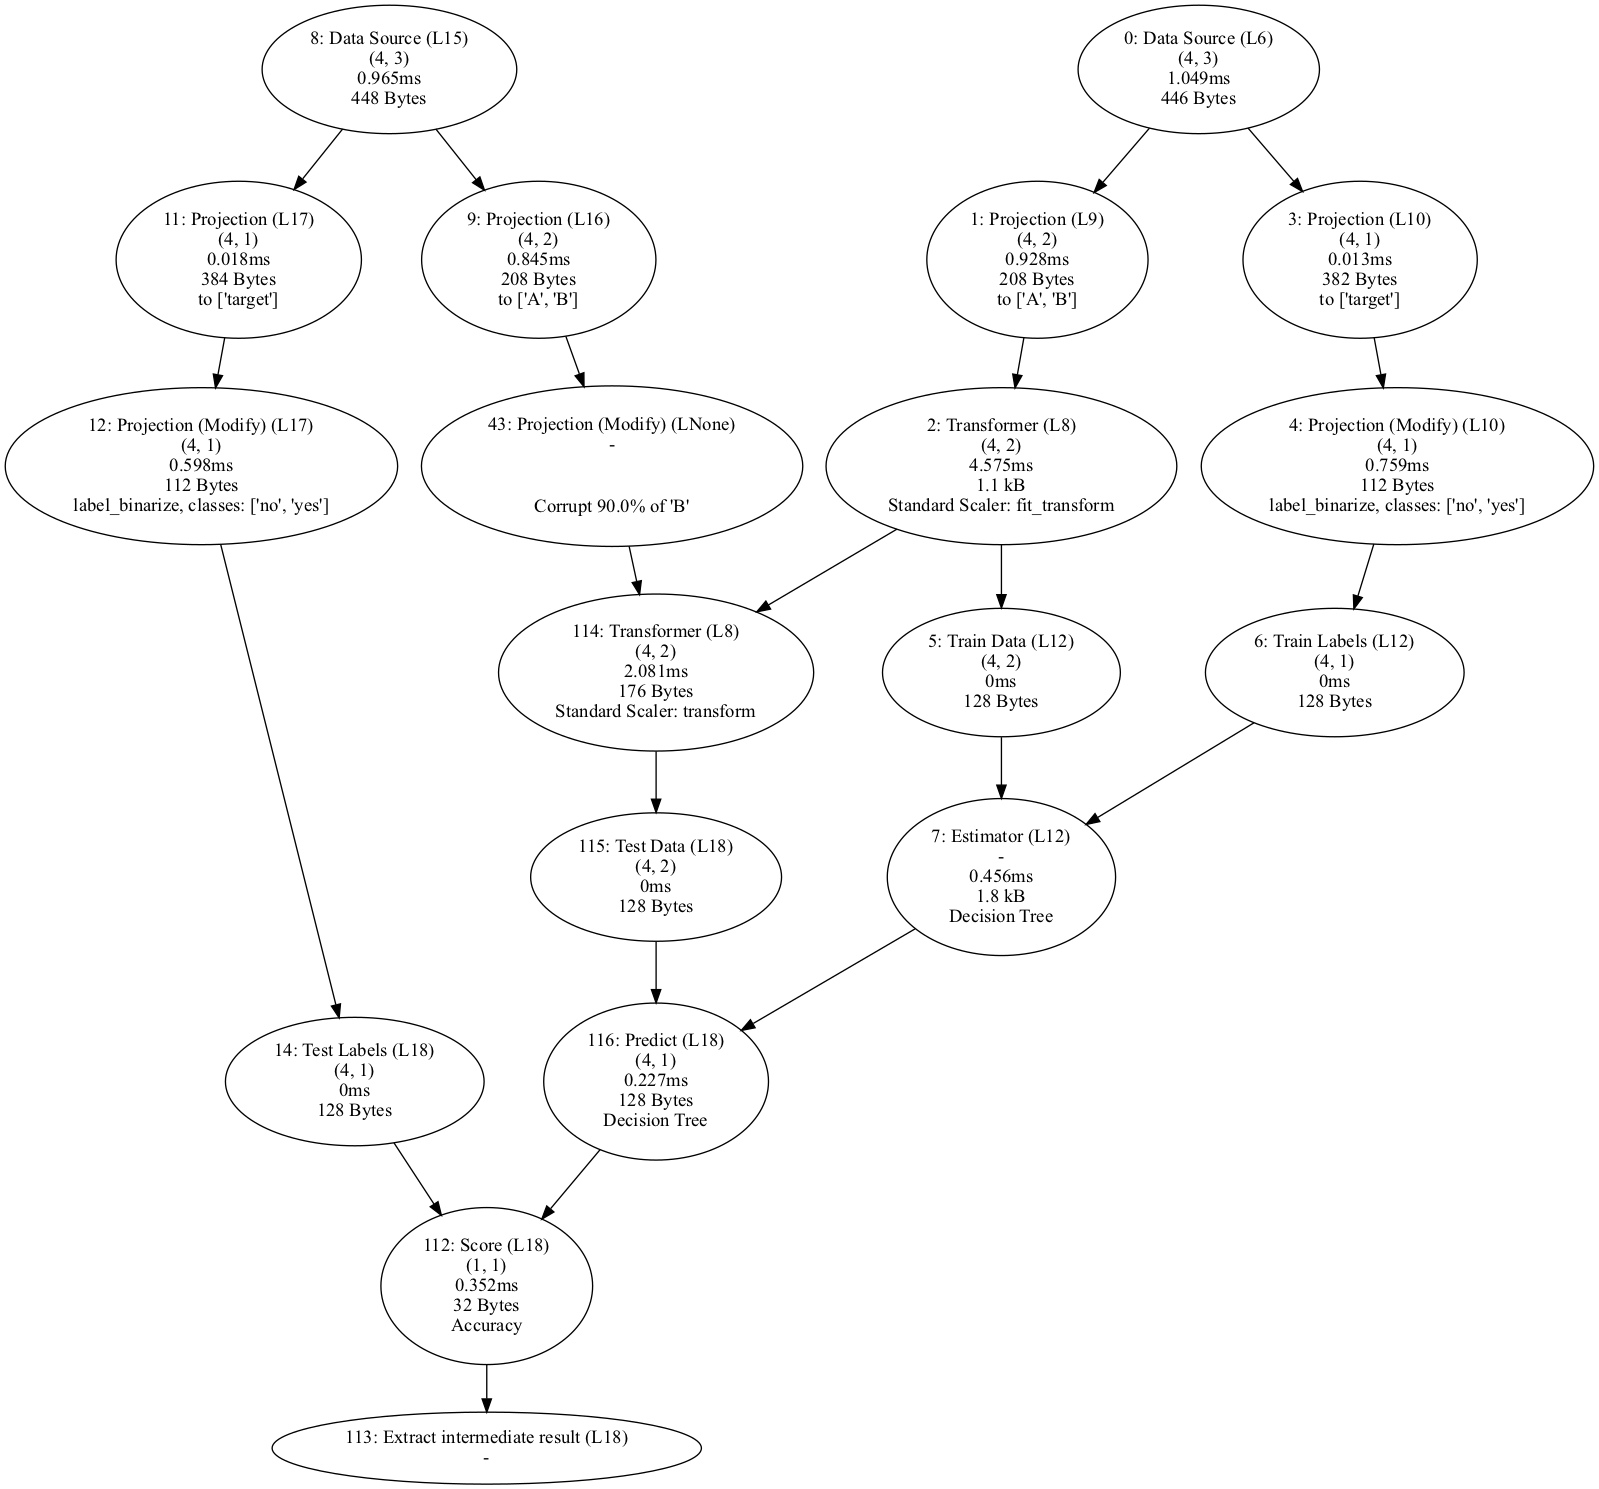 8: Data Source (L15)
(4, 3)
0.965ms
448 Bytes
0: Data Source (L6)
(4, 3)
1.049ms
446 Bytes
11: Projection (L17)
(4, 1)
0.018ms
384 Bytes
to ['target']
9: Projection (L16)
(4, 2)
0.845ms
208 Bytes
to ['A', 'B']
1: Projection (L9)
(4, 2)
0.928ms
208 Bytes
to ['A', 'B']
3: Projection (L10)
(4, 1)
0.013ms
382 Bytes
to ['target']
12: Projection (Modify) (L17)
(4, 1)
0.598ms
112 Bytes
label_binarize, classes: ['no', 'yes']
43: Projection (Modify) (LNone)
-
Corrupt 90.0% of 'B'
2: Transformer (L8)
(4, 2)
4.575ms
1.1 kB
Standard Scaler: fit_transform
4: Projection (Modify) (L10)
(4, 1)
0.759ms
112 Bytes
label_binarize, classes: ['no', 'yes']
114: Transformer (L8)
(4, 2)
2.081ms
176 Bytes
Standard Scaler: transform
5: Train Data (L12)
(4, 2)
0ms
128 Bytes
6: Train Labels (L12)
(4, 1)
0ms
128 Bytes
115: Test Data (L18)
(4, 2)
0ms
128 Bytes
7: Estimator (L12)
-
0.456ms
1.8 kB
Decision Tree
14: Test Labels (L18)
(4, 1)
0ms
128 Bytes
116: Predict (L18)
(4, 1)
0.227ms
128 Bytes
Decision Tree
112: Score (L18)
(1, 1)
0.352ms
32 Bytes
Accuracy
113: Extract intermediate result (L18)
-